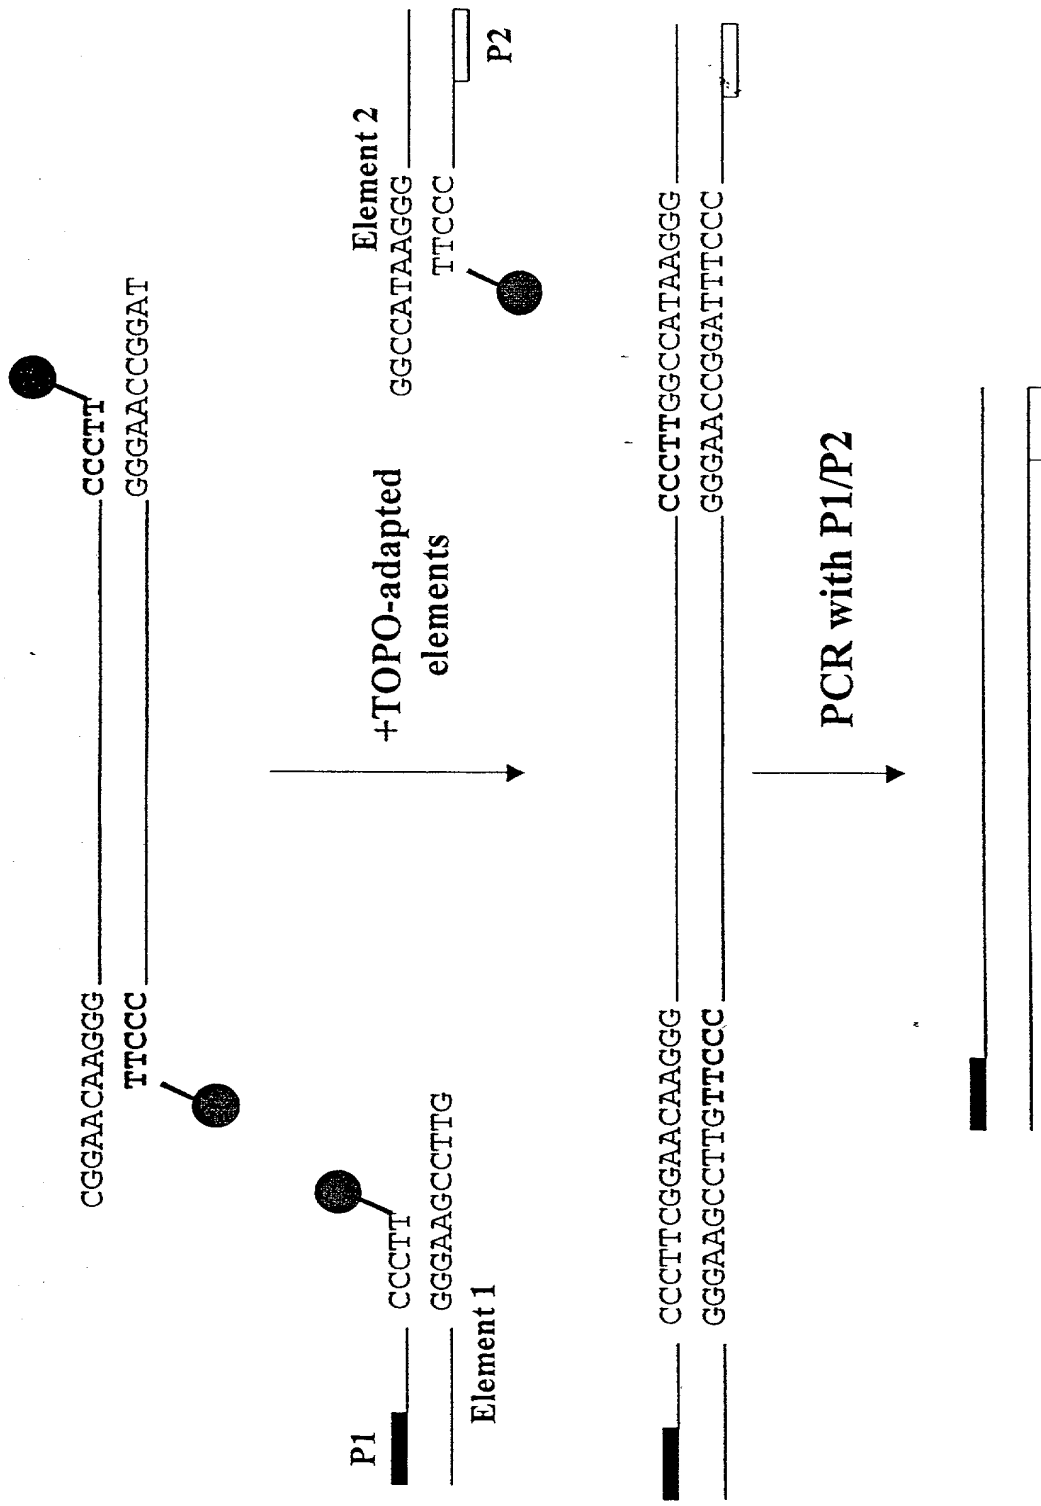 CGGAACAAGGG
CCCTT
TTCCC
GGGAACCGGAT
P1
CCCTT
GGGAAGCCTTG
Element 1
+TOPO-adapted
elements
Element 2
GGCCATAAGGG
TTCCC
P2
CCCTTCGGAACAAGGG
CCCTTGGCCATAAGGG
GGGAAGCCTTGTTCCC
GGGAACCGGATTTCCC
PCR with P1/P2